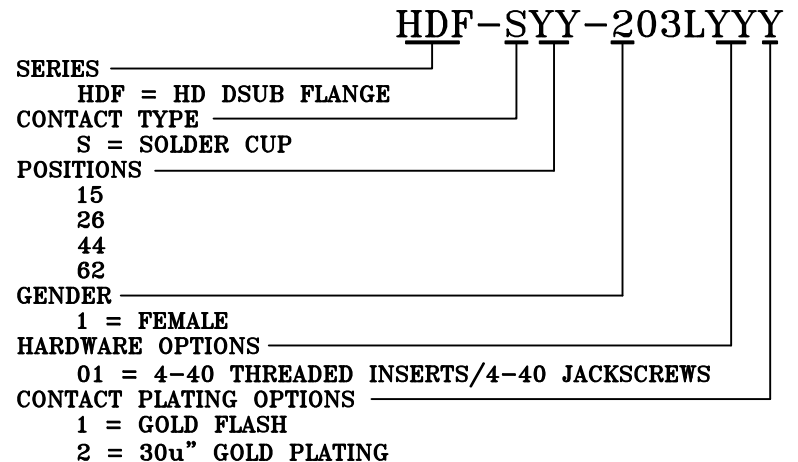 HDF-SYY-203LYYY
SERIES
HDF = HD DSUB FLANGE
CONTACT TYPE
S = SOLDER CUP
POSITIONS
15
26
44
62
GENDER
1 = FEMALE
HARDWARE OPTIONS
01 = 4-40 THREADED INSERTS/4-40 JACKSCREWS
CONTACT PLATING OPTIONS
1 = GOLD FLASH
2 = 30u” GOLD PLATING